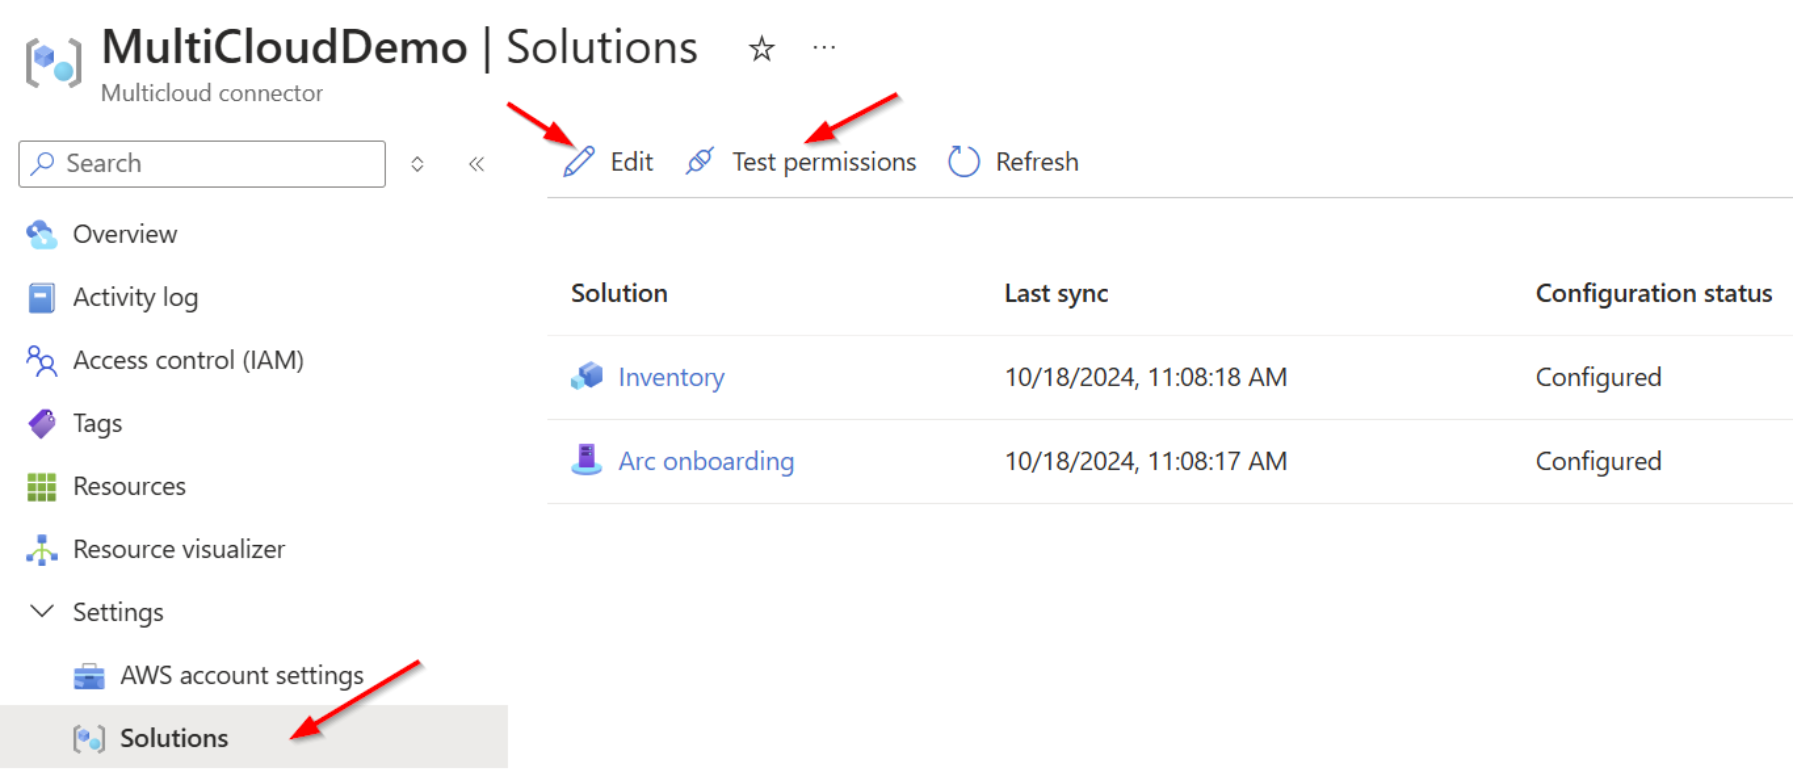 MultiCloudDemo | Solutions
Multicloud connector
Search
Edit
Test permissions
Refresh
Overview
Activity log
Access control (IAM)
Tags
Resources
Resource visualizer
Settings
AWS account settings
Solutions
Solution Last sync Configuration status
Inventory 10/18/2024, 11:08:18 AM Configured
Arc onboarding 10/18/2024, 11:08:17 AM Configured